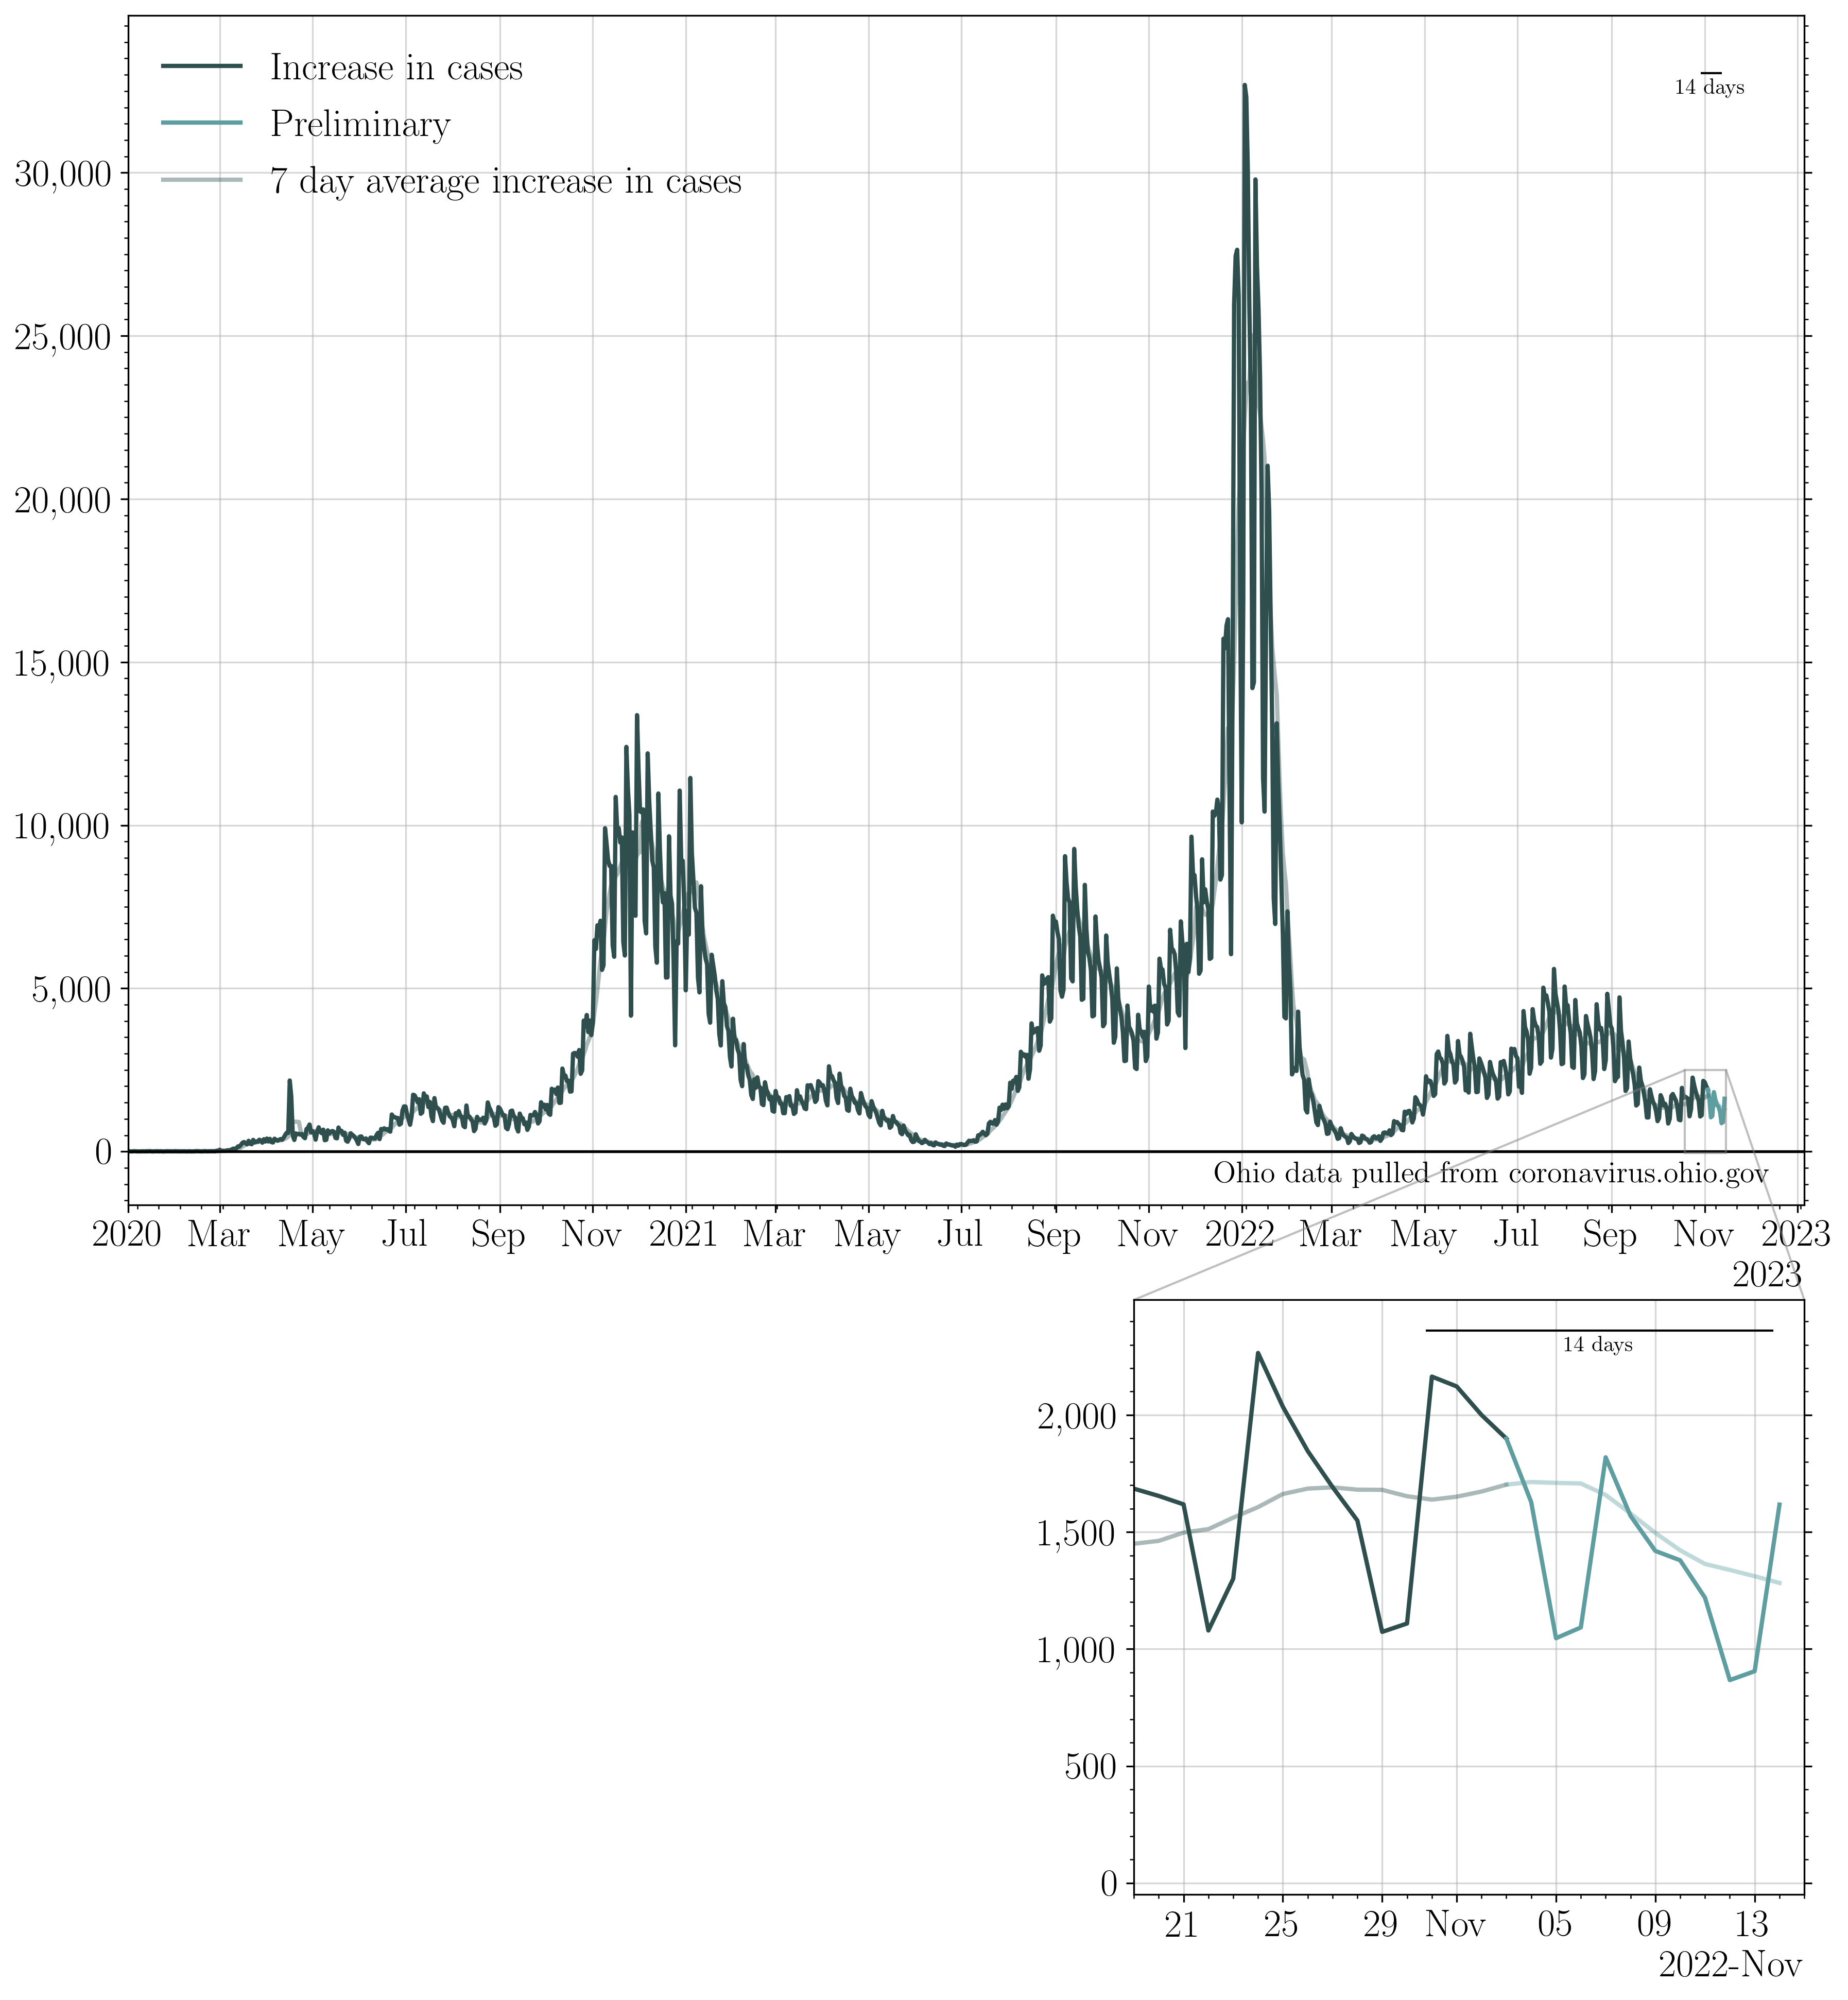 Increase in cases
Preliminary
7 day average increase in cases
14 days
30,000
25,000
20,000
15,000
10,000
5,000
0
Ohio data pulled from coronavirus.ohio.gov
2020 Mar May Jul Sep Nov 2021 Mar May Jul Sep Nov 2022 Mar May Jul Sep Nov 2023
2023
14 days
2,000
1,500
1,000
500
0
21 25 29 Nov 05 09 13
2022-Nov